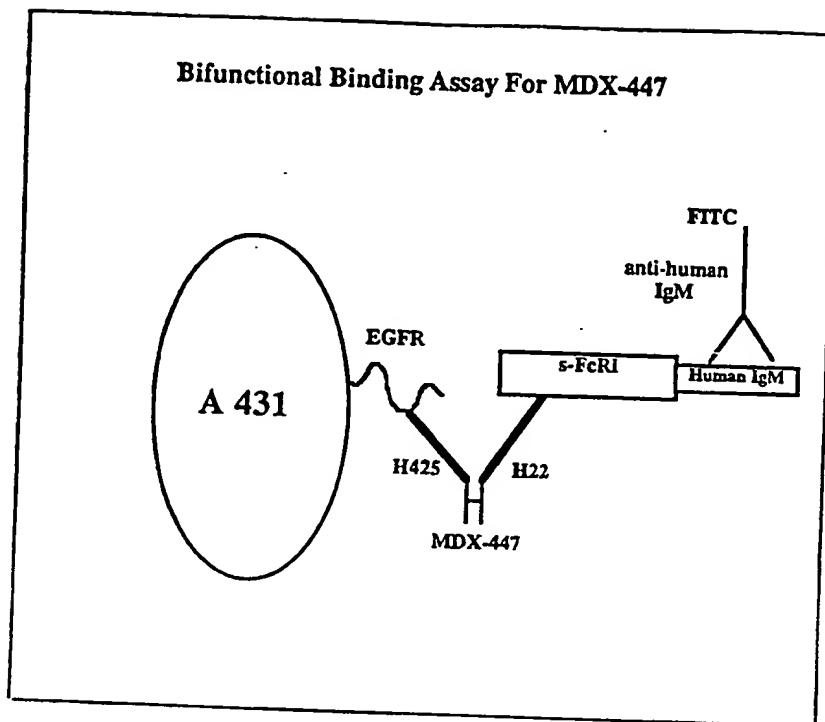 Bifunctional Binding Assay For MDX-447
FITC
anti-human
IgM
EGFR
s-FcRI
Human IgM
A 431
H425
H22
MDX-447